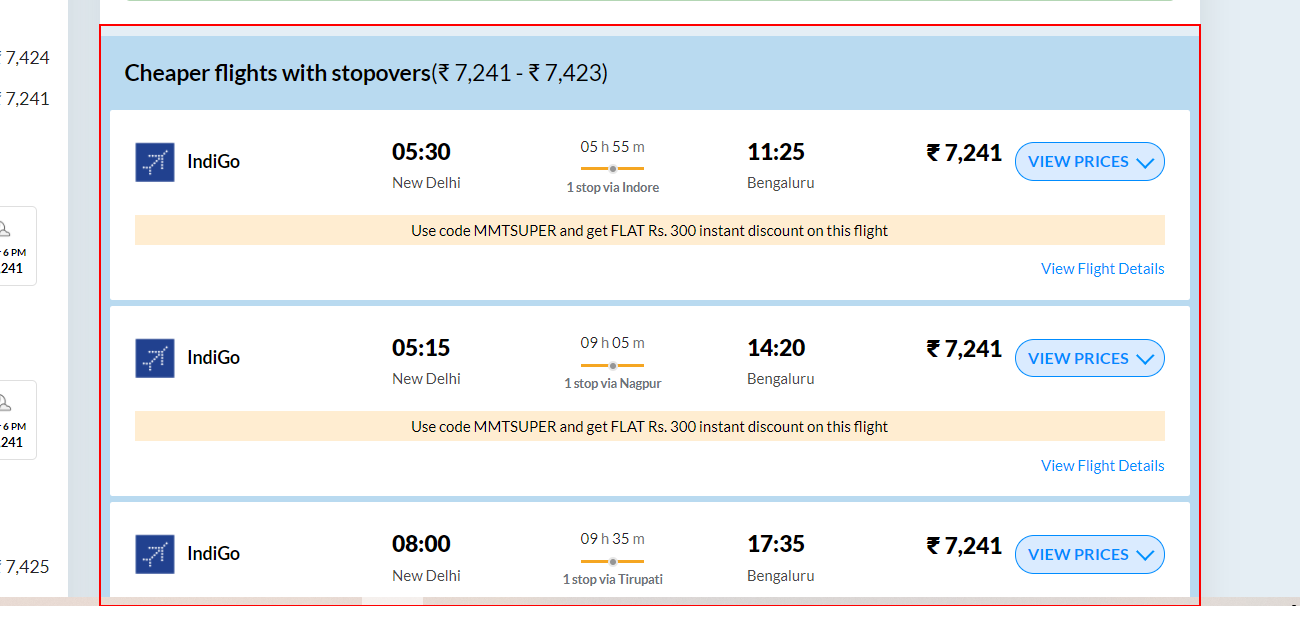 ₹ 7,424
₹ 7,241
6 PM
241
6 PM
241
₹ 7,425
Cheaper flights with stopovers(₹ 7,241 - ₹ 7,423)
IndiGo 05:30 05 h 55 m 11:25 ₹ 7,241 VIEW PRICES
New Delhi 1 stop via Indore Bengaluru
Use code MMTSUPER and get FLAT Rs. 300 instant discount on this flight
View Flight Details
IndiGo 05:15 09 h 05 m 14:20 ₹ 7,241 VIEW PRICES
New Delhi 1 stop via Nagpur Bengaluru
Use code MMTSUPER and get FLAT Rs. 300 instant discount on this flight
View Flight Details
IndiGo 08:00 09 h 35 m 17:35 ₹ 7,241 VIEW PRICES
New Delhi 1 stop via Tirupati Bengaluru